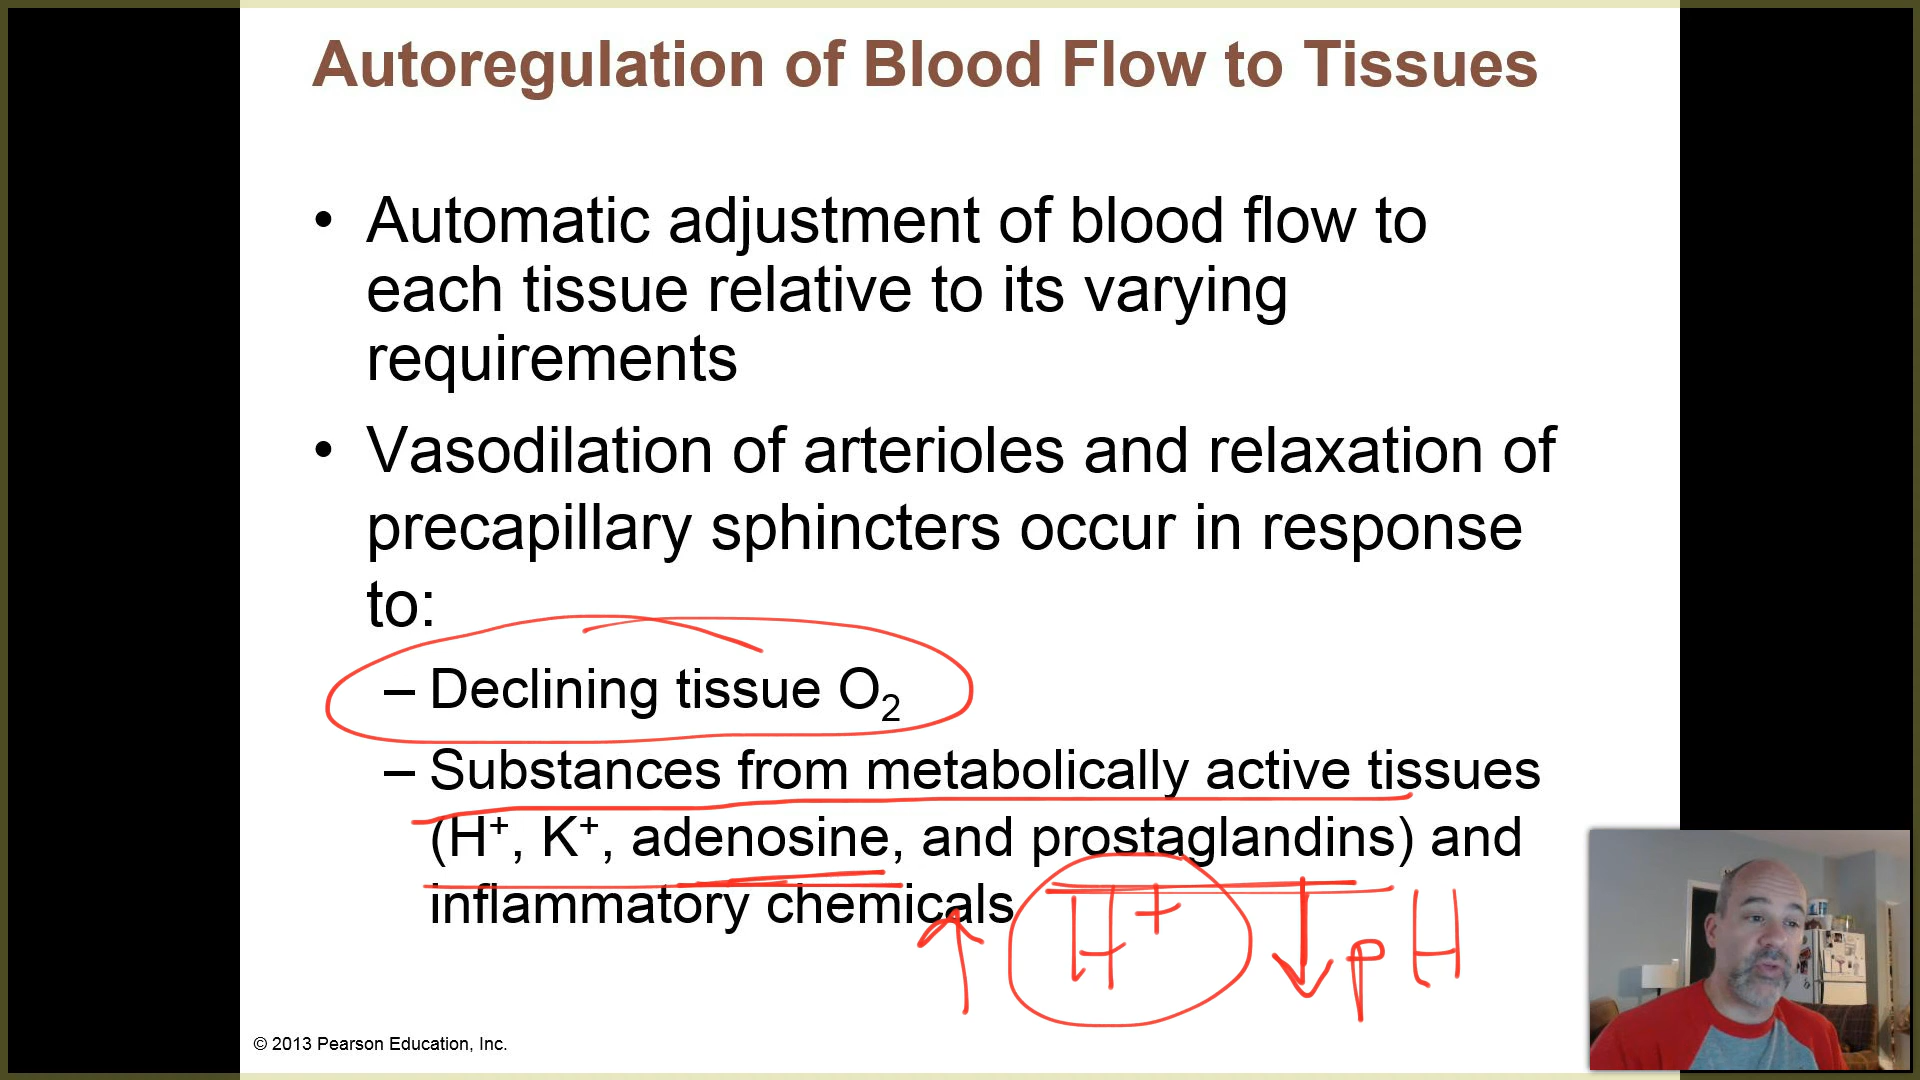 Autoregulation of Blood Flow to Tissues
• Automatic adjustment of blood flow to
each tissue relative to its varying
requirements
• Vasodilation of arterioles and relaxation of
precapillary sphincters occur in response
to:
– Declining tissue O₂
– Substances from metabolically active tissues
(H⁺, K⁺, adenosine, and prostaglandins) and
inflammatory chemicals
↑ H⁺ ↓ pH
© 2013 Pearson Education, Inc.